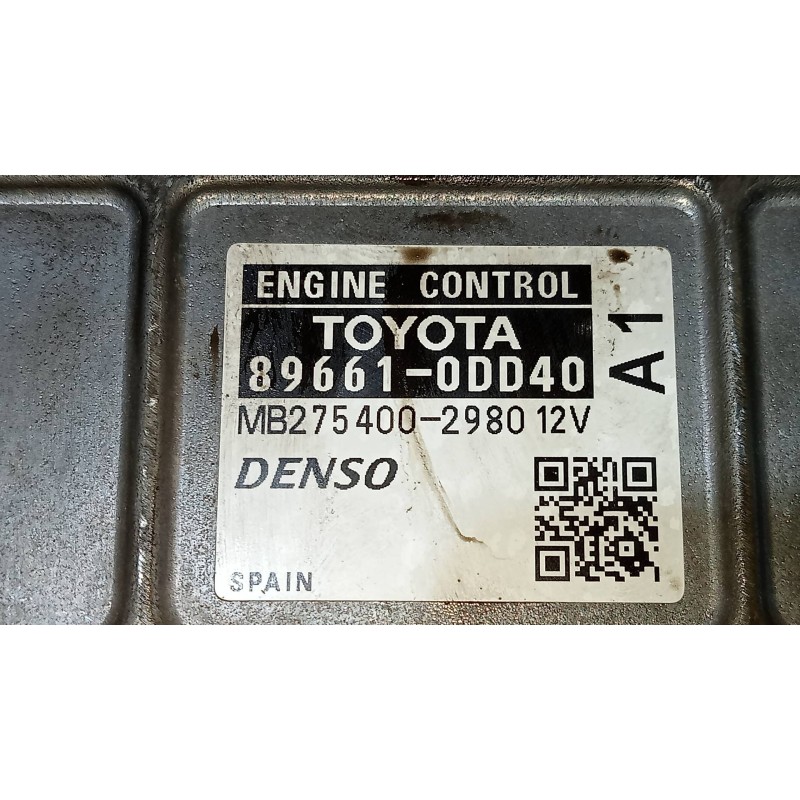 ENGINE CONTROL
TOYOTA
89661-0DD40
MB275400-2980 12V
DENSO
SPAIN
A1